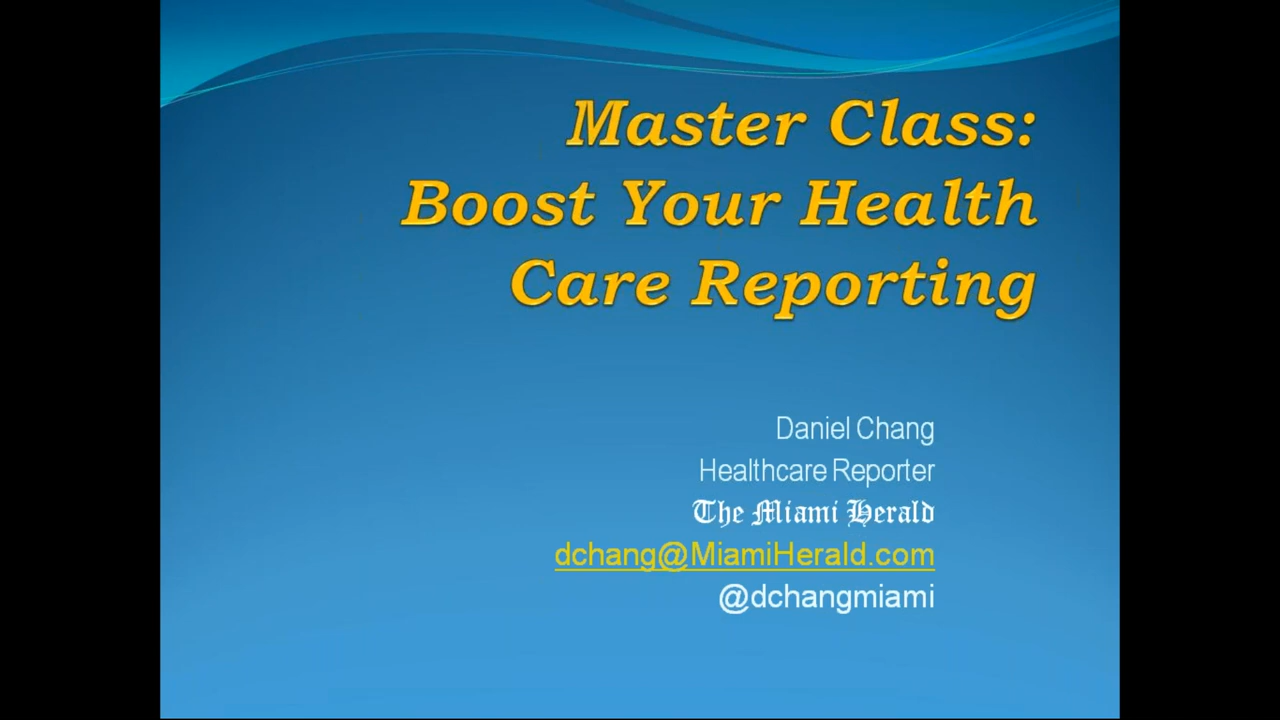 Master Class:
Boost Your Health
Care Reporting
Daniel Chang
Healthcare Reporter
The Miami Herald
dchang@MiamiHerald.com
@dchangmiami